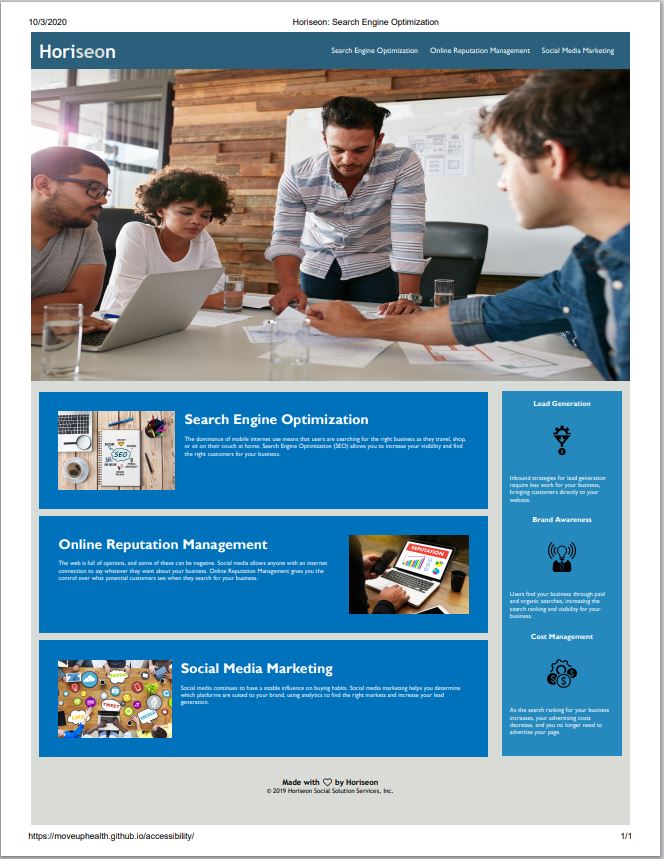 10/3/2020 Horiseon: Search Engine Optimization
Horiseon Search Engine Optimization Online Reputation Management Social Media Marketing
Search Engine Optimization
The dominance of mobile internet use means that users are searching for the right business as they travel, shop,
or sit on their couch at home. Search Engine Optimization (SEO) allows you to increase your visibility and find
the right customers for your business.
SEO
Online Reputation Management
The web is full of opinions, and some of these can be negative. Social media allows anyone with an internet
connection to say whatever they want about your business. Online Reputation Management gives you the
control over what potential customers see when they search for your business.
REPUTATION
Social Media Marketing
Social media continues to have a sizable influence on buying habits. Social media marketing helps you determine
which platforms are suited to your brand, using analytics to find the right markets and increase your lead
generation.
TWEET
LIKE
Lead Generation
Inbound strategies for lead generation
require less work for your business,
bringing customers directly to your
website.
Brand Awareness
Users find your business through paid
and organic searches, increasing the
search ranking and visibility for your
business.
Cost Management
As the search ranking for your business
increases, your advertising costs
decrease, and you no longer need to
advertise your page.
Made with ♡ by Horiseon
© 2019 Horiseon Social Solution Services, Inc.
https://moveuphealth.github.io/accessibility/ 1/1